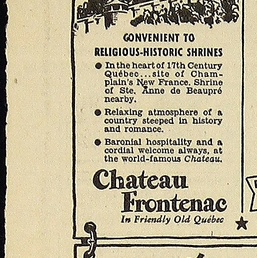 CONVENIENT TO
RELIGIOUS-HISTORIC SHRINES
● In the heart of 17th Century
Québec...site of Cham-
plain's New France. Shrine
of Ste. Anne de Beaupré
nearby.
● Relaxing atmosphere of a
country steeped in history
and romance.
● Baronial hospitality and a
cordial welcome always, at
the world-famous Chateau.
Chateau
Frontenac
In Friendly Old Québec